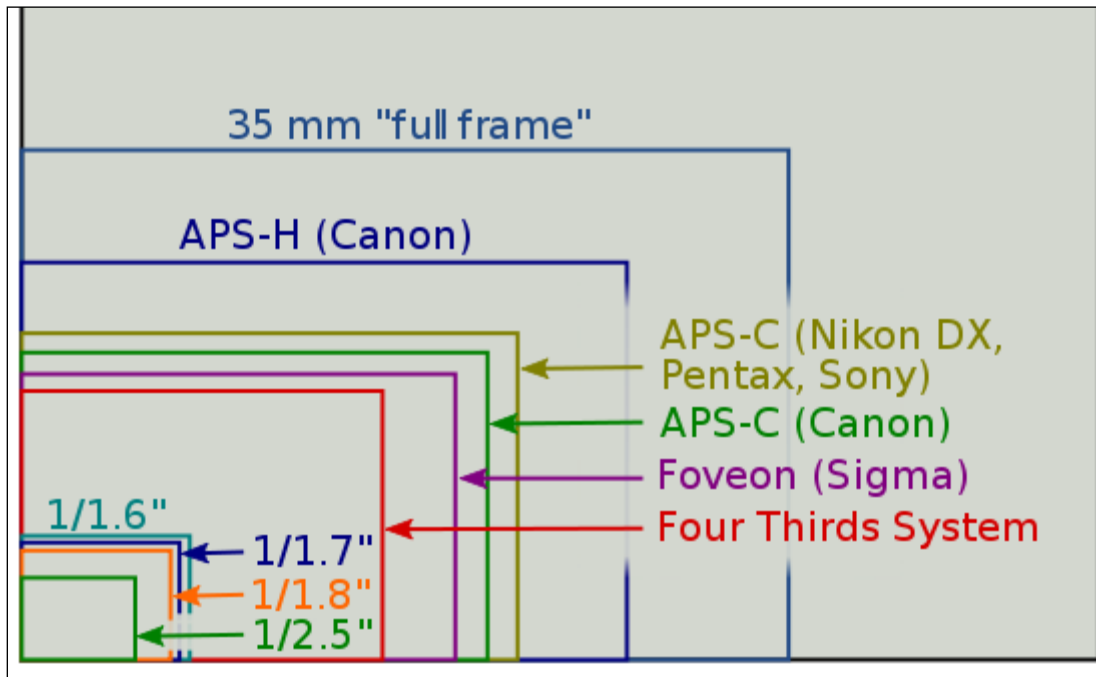 35 mm "full frame"
APS-H (Canon)
APS-C (Nikon DX,
Pentax, Sony)
APS-C (Canon)
Foveon (Sigma)
Four Thirds System
1/1.6"
1/1.7"
1/1.8"
1/2.5"